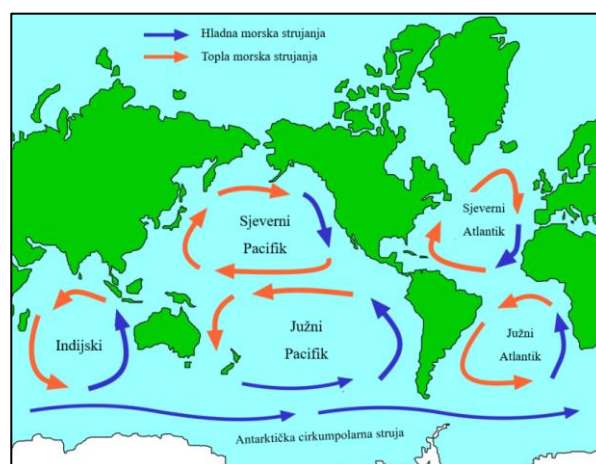 Hladna morska strujanja
Topla morska strujanja
Sjeverni
Pacifik
Sjeverni
Atlantik
Indijski
Južni
Pacifik
Južni
Atlantik
Antarktička cirkumpolarna struja